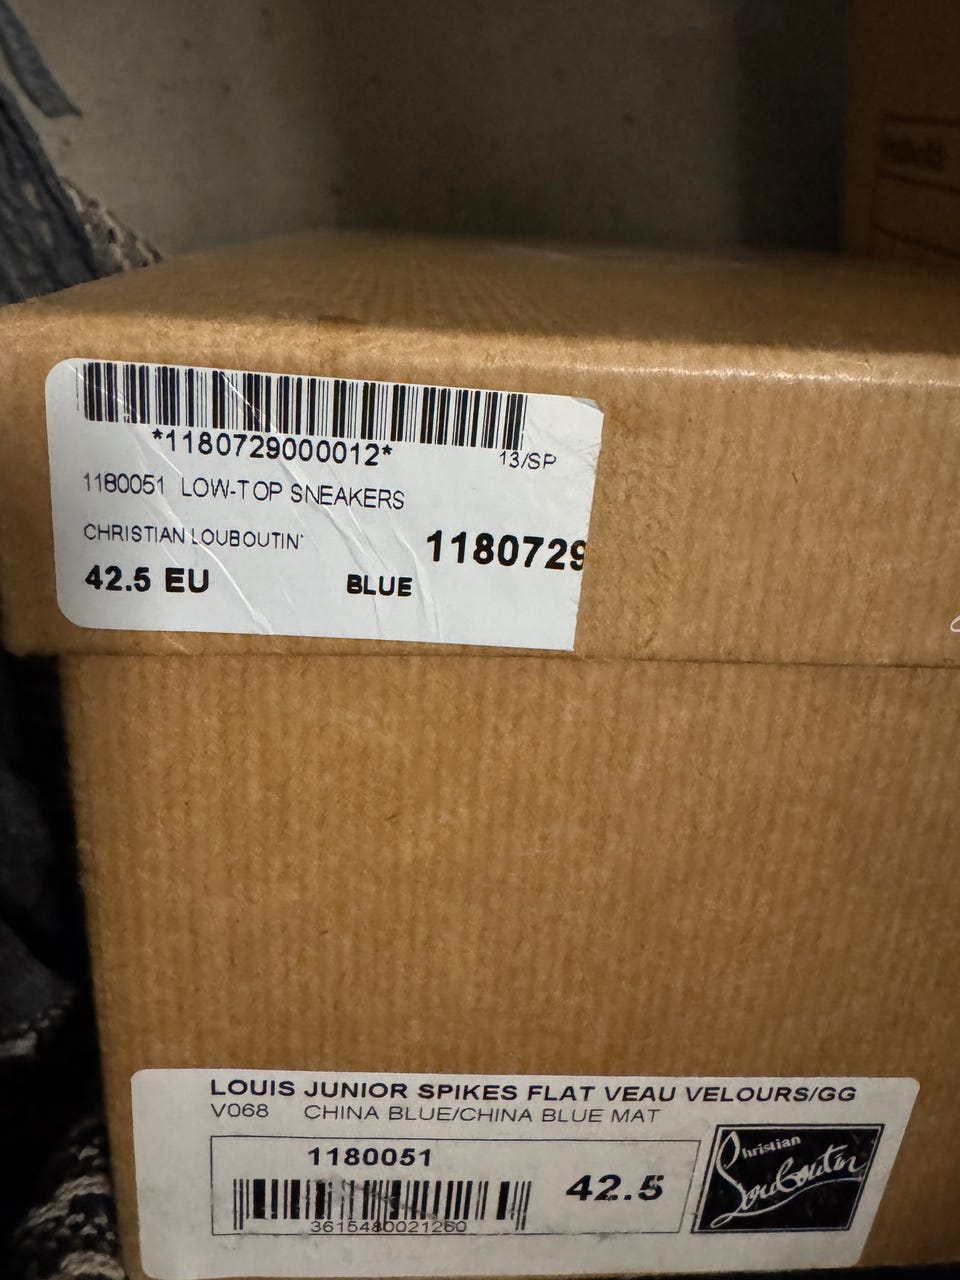 *1180729000012*
13/SP
1180051 LOW-TOP SNEAKERS
CHRISTIAN LOUBOUTIN
1180729
42.5 EU
BLUE
LOUIS JUNIOR SPIKES FLAT VEAU VELOURS/GG
V068 CHINA BLUE/CHINA BLUE MAT
1180051
42.5
3615480021260
Christian
Louboutin